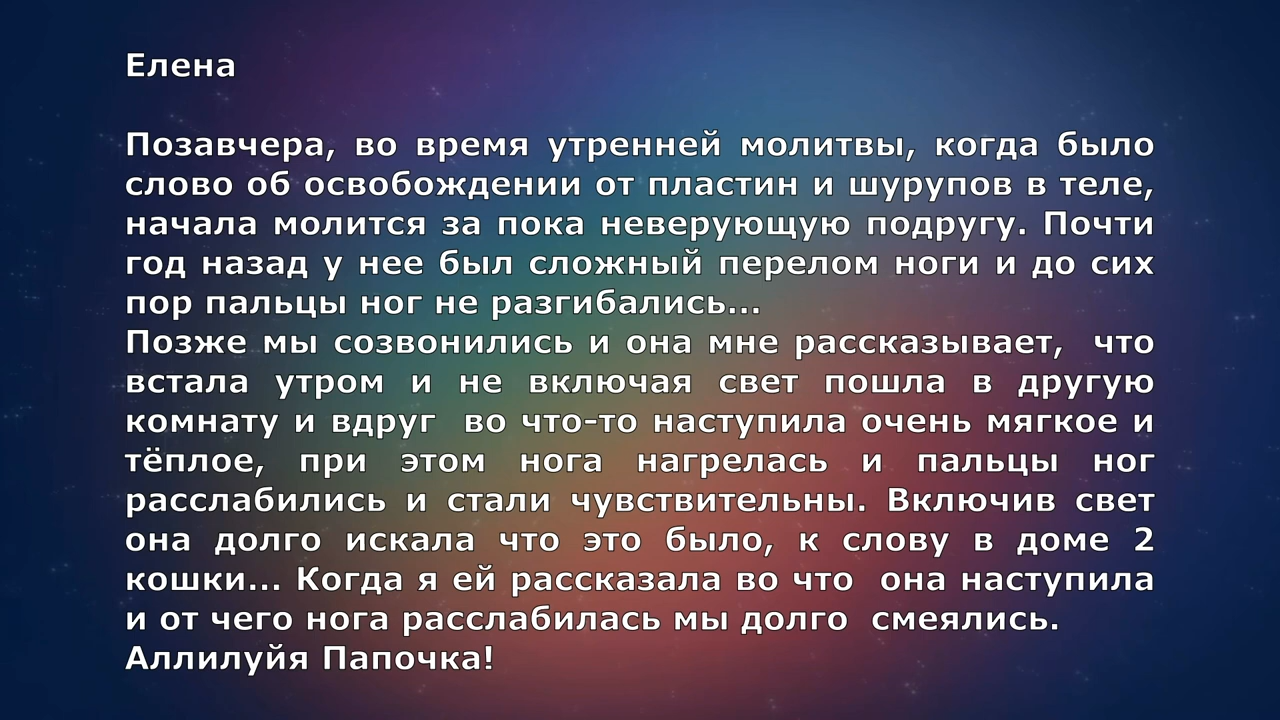 Елена
Позавчера, во время утренней молитвы, когда было
слово об освобождении от пластин и шурупов в теле,
начала молится за пока неверующую подругу. Почти
год назад у нее был сложный перелом ноги и до сих
пор пальцы ног не разгибались...
Позже мы созвонились и она мне рассказывает, что
встала утром и не включая свет пошла в другую
комнату и вдруг во что-то наступила очень мягкое и
тёплое, при этом нога нагрелась и пальцы ног
расслабились и стали чувствительны. Включив свет
она долго искала что это было, к слову в доме 2
кошки... Когда я ей рассказала во что она наступила
и от чего нога расслабилась мы долго смеялись.
Аллилуйя Папочка!